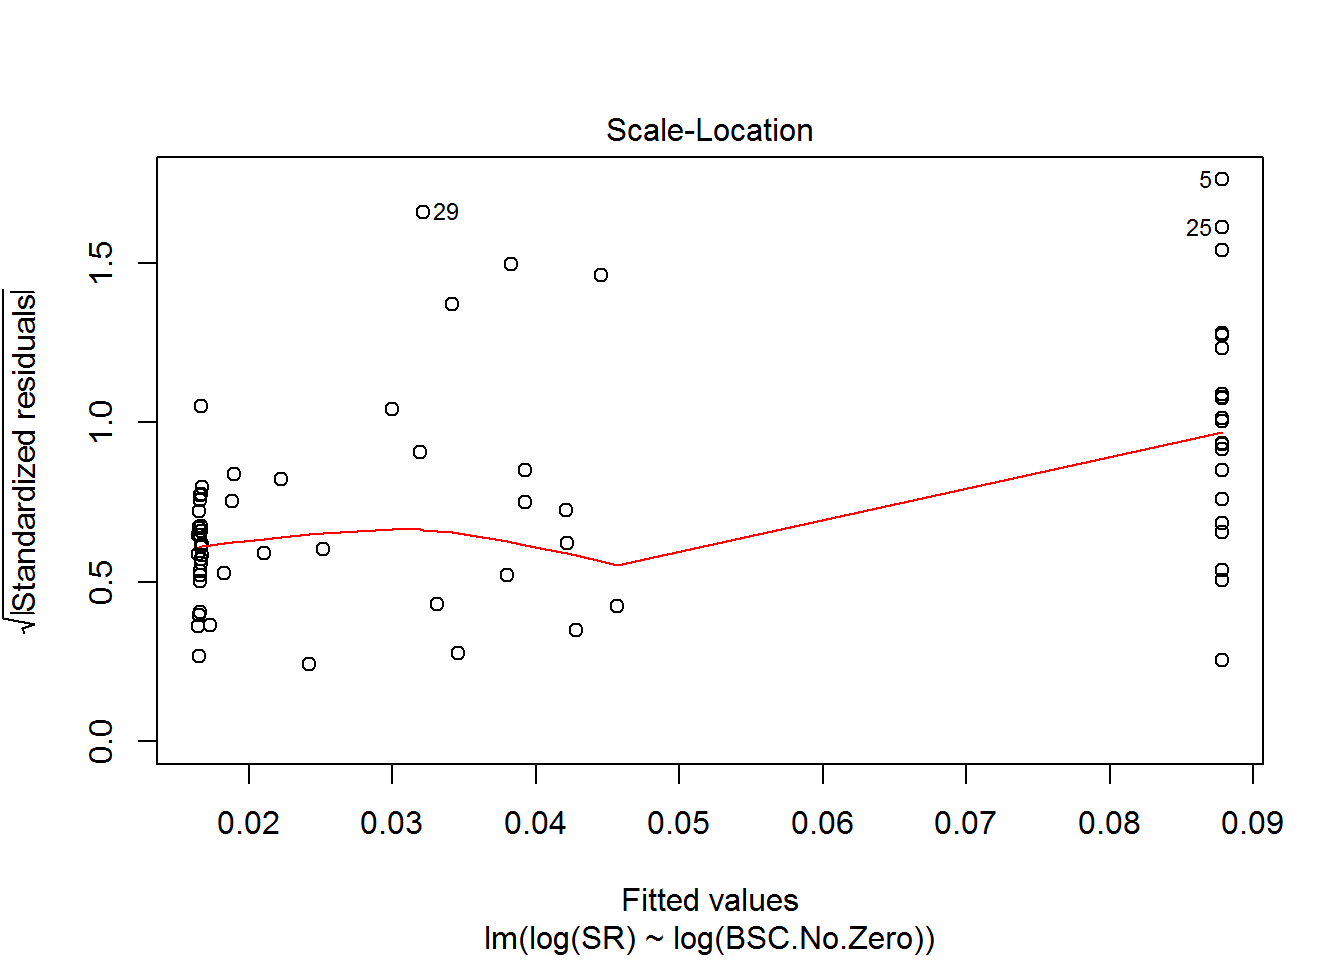 Scale-Location
5
29
25
√|Standardized residuals|
0.0
0.5
1.0
1.5
0.02 0.03 0.04 0.05 0.06 0.07 0.08 0.09
Fitted values
lm(log(SR) ~ log(BSC.No.Zero))